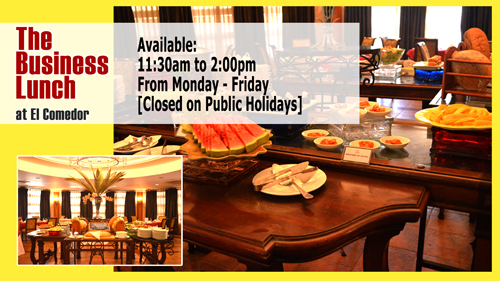 The
Business
Lunch
at El Comedor
Available:
11:30am to 2:00pm
From Monday - Friday
[Closed on Public Holidays]